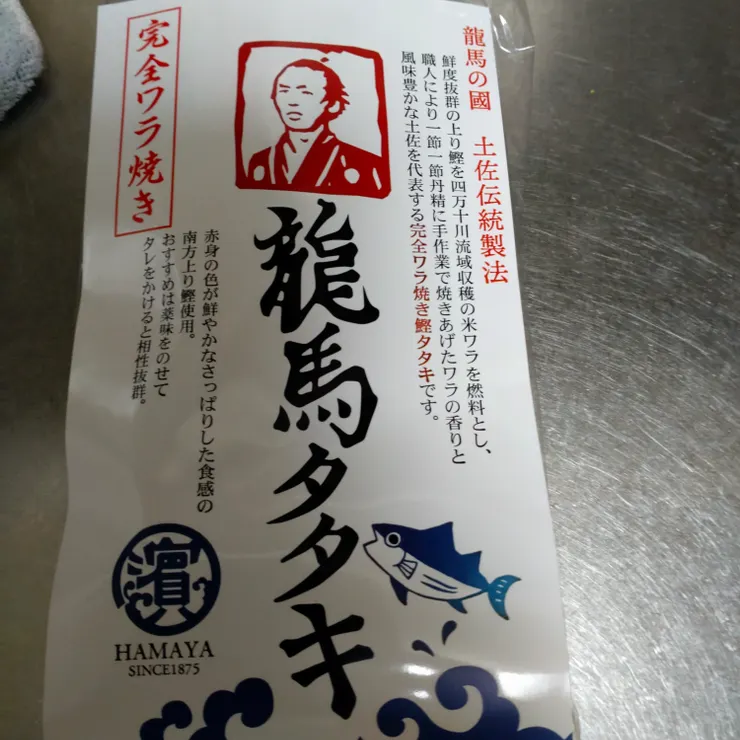 龍馬の國 土佐伝統製法
鮮度抜群の上り鰹を四万十川流域収穫の米ワラを燃料とし、
職人により一節一節丹精に手作業で焼きあげたワラの香りと
風味豊かな土佐を代表する完全ワラ焼き鰹タタキです。
龍馬タタキ
完全ワラ焼き
赤身の色が鮮やかなさっぱりした食感の
南方上り鰹使用。
おすすめは薬味をのせて
タレをかけると相性抜群。
濵
HAMAYA
SINCE1875